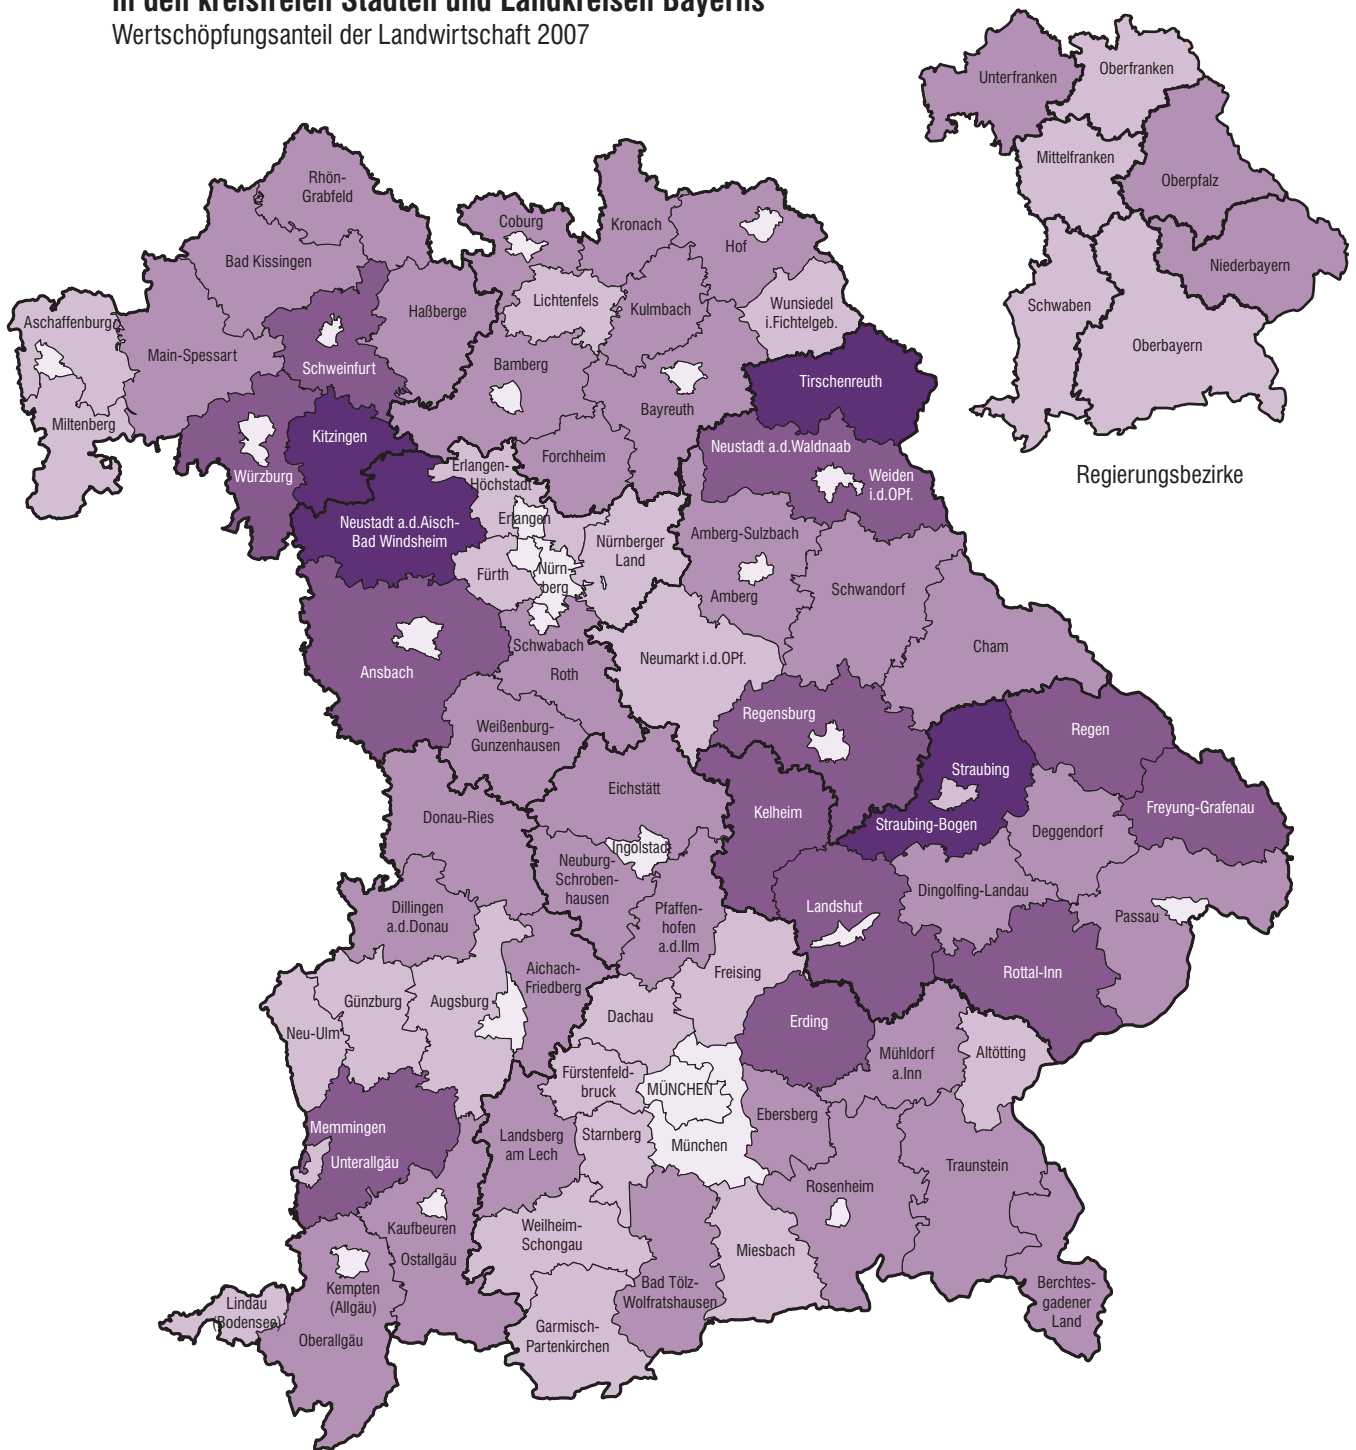 in den kreisfreien Städten und Landkreisen Bayerns
Wertschöpfungsanteil der Landwirtschaft 2007
Unterfranken
Oberfranken
Mittelfranken
Oberpfalz
Niederbayern
Schwaben
Oberbayern
Regierungsbezirke
Rhön-
Grabfeld
Coburg
Kronach
Hof
Bad Kissingen
Lichtenfels
Kulmbach
Wunsiedel
i.Fichtelgeb.
Haßberge
Aschaffenburg
Main-Spessart
Schweinfurt
Bamberg
Bayreuth
Tirschenreuth
Miltenberg
Kitzingen
Würzburg
Erlangen-
Höchstadt
Forchheim
Neustadt a.d.Waldnaab
Weiden
i.d.OPf.
Neustadt a.d.Aisch-
Bad Windsheim
Erlangen
Nürnberger
Land
Amberg-Sulzbach
Fürth
Nürn-
berg
Amberg
Schwandorf
Schwabach
Roth
Neumarkt i.d.OPf.
Cham
Ansbach
Weißenburg-
Gunzenhausen
Regensburg
Regen
Straubing
Eichstätt
Donau-Ries
Kelheim
Straubing-Bogen
Freyung-Grafenau
Deggendorf
Ingolstadt
Neuburg-
Schroben-
hausen
Dingolfing-Landau
Dillingen
a.d.Donau
Pfaffen-
hofen
a.d.Ilm
Landshut
Passau
Aichach-
Friedberg
Freising
Rottal-Inn
Günzburg
Augsburg
Neu-Ulm
Dachau
Erding
Mühldorf
a.Inn
Altötting
Fürstenfeld-
bruck
MÜNCHEN
Ebersberg
Memmingen
Unterallgäu
Landsberg
am Lech
Starnberg
München
Traunstein
Rosenheim
Kaufbeuren
Ostallgäu
Weilheim-
Schongau
Miesbach
Kempten
(Allgäu)
Bad Tölz-
Wolfratshausen
Berchtes-
gadener
Land
Lindau
(Bodensee)
Oberallgäu
Garmisch-
Partenkirchen